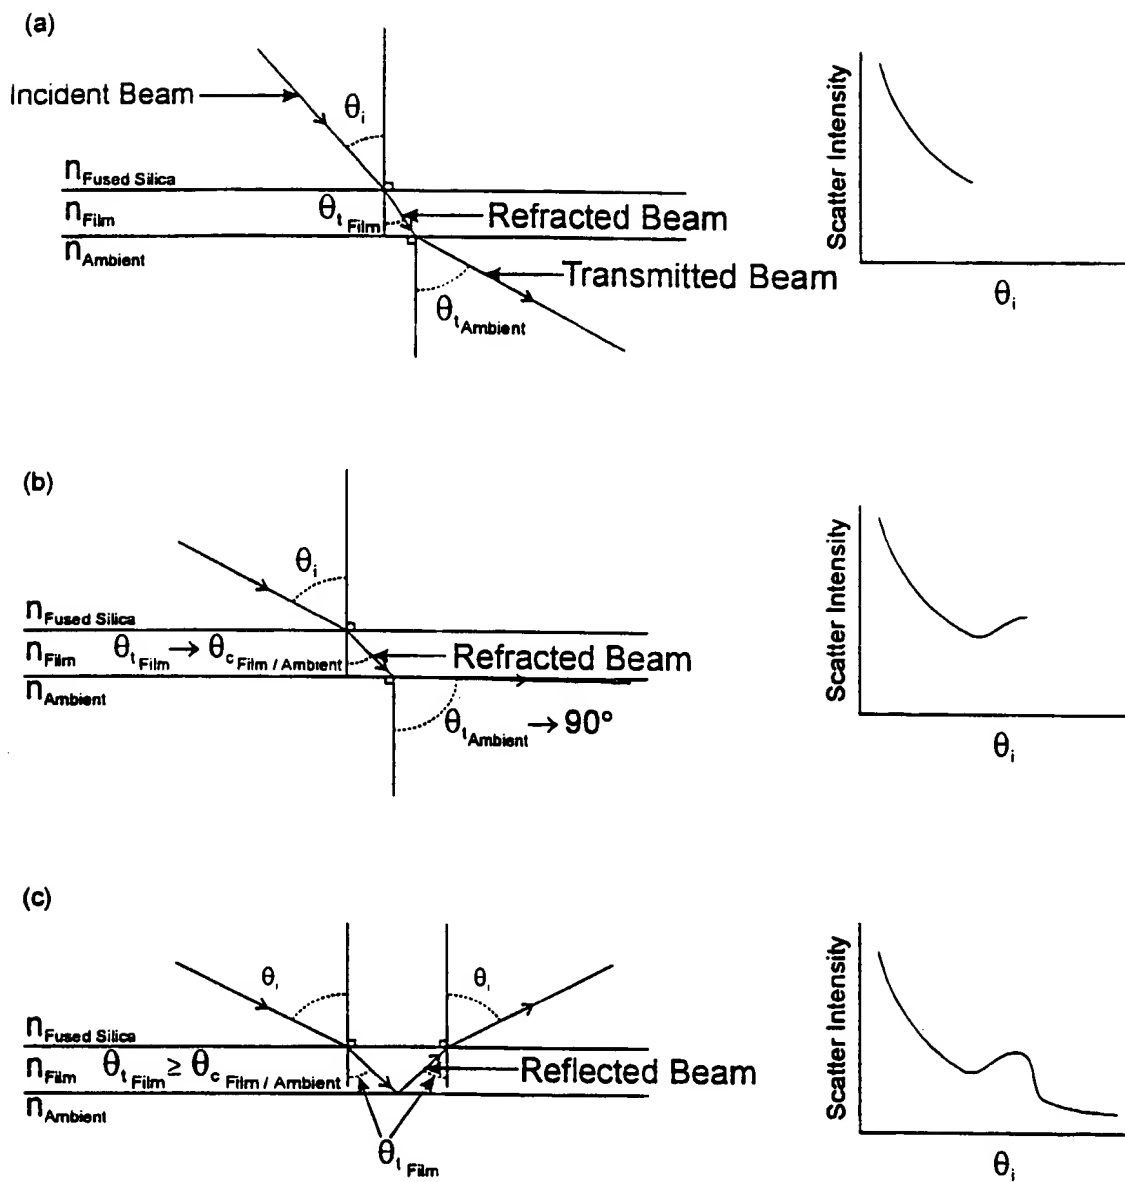 (a)
Incident Beam
θi
nFused Silica
nFilm
θt Film
Refracted Beam
nAmbient
Transmitted Beam
θt Ambient
Scatter Intensity
θi
(b)
θi
nFused Silica
nFilm θt Film → θc Film / Ambient Refracted Beam
nAmbient
θt Ambient → 90°
Scatter Intensity
θi
(c)
θi θi
nFused Silica
nFilm θt Film ≥ θc Film / Ambient Reflected Beam
nAmbient
θt Film
Scatter Intensity
θi